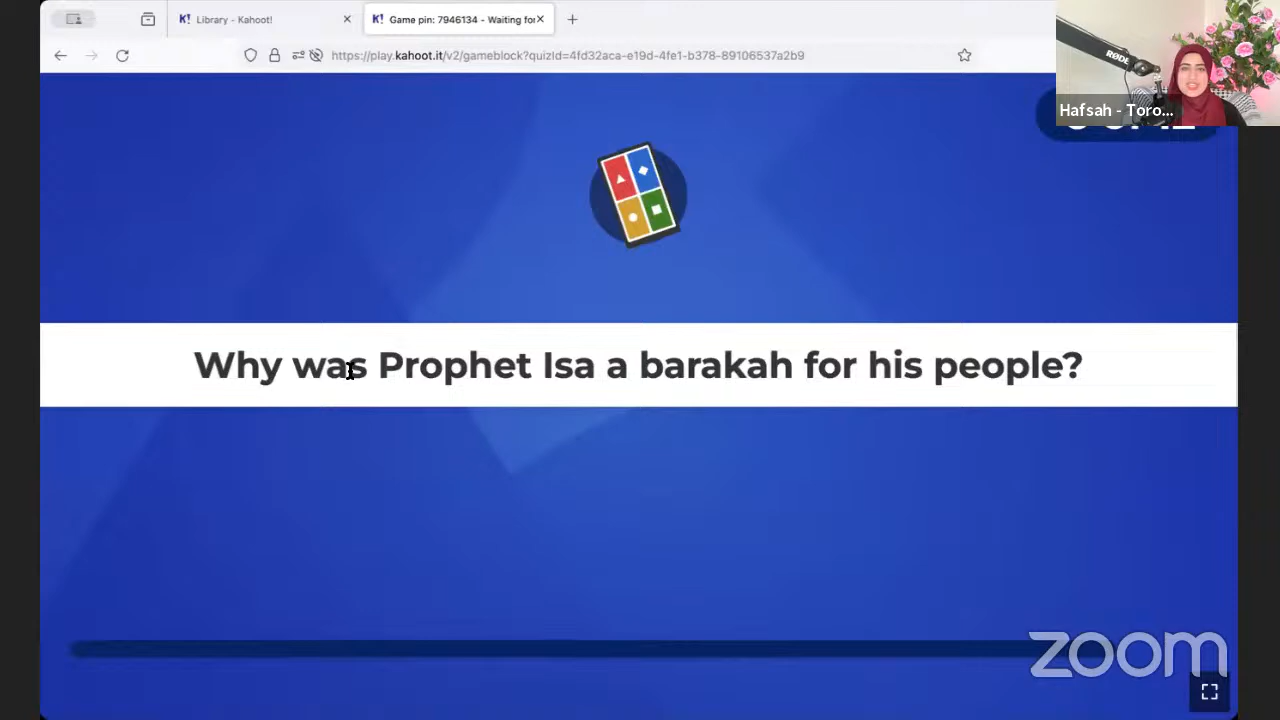 K! Library - Kahoot!
K! Game pin: 7946134 - Waiting for
https://play.kahoot.it/v2/gameblock?quizId=4fd32aca-e19d-4fe1-b378-89106537a2b9
RØDE
Hafsah - Toro...
Why was Prophet Isa a barakah for his people?
zoom